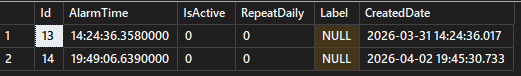 Id AlarmTime IsActive RepeatDaily Label CreatedDate
1 13 14:24:36.3580000 0 0 NULL 2026-03-31 14:24:36.017
2 14 19:49:06.6390000 0 0 NULL 2026-04-02 19:45:30.733